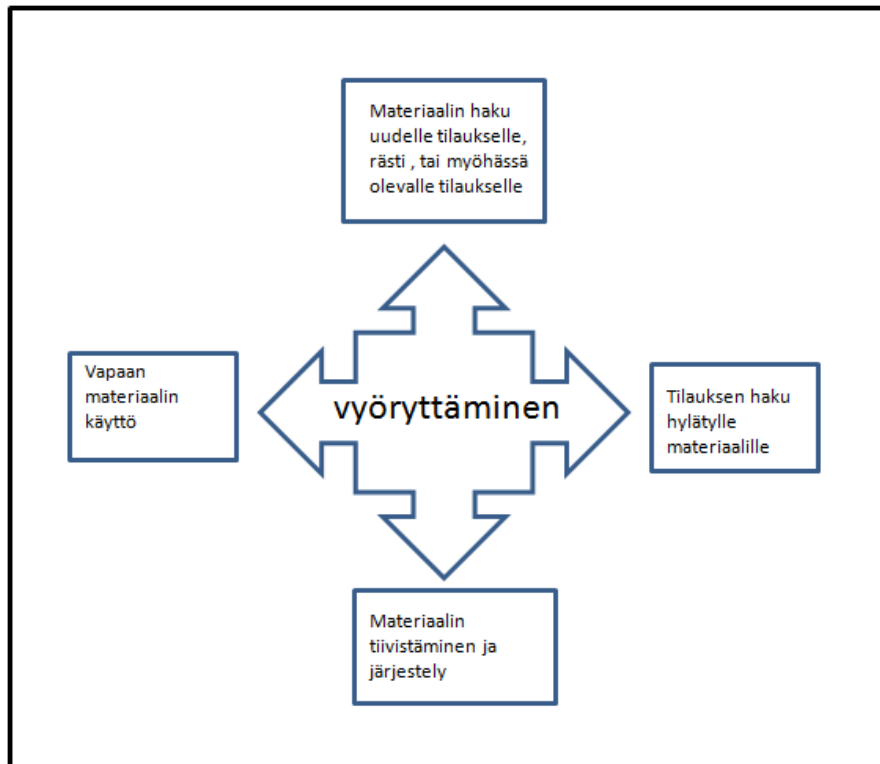 Materiaalin haku
uudelle tilaukselle,
rästi , tai myöhässä
olevalle tilaukselle
Vapaan
materiaalin
käyttö
vyöryttäminen
Tilauksen haku
hylätylle
materiaalille
Materiaalin
tiivistäminen ja
järjestely